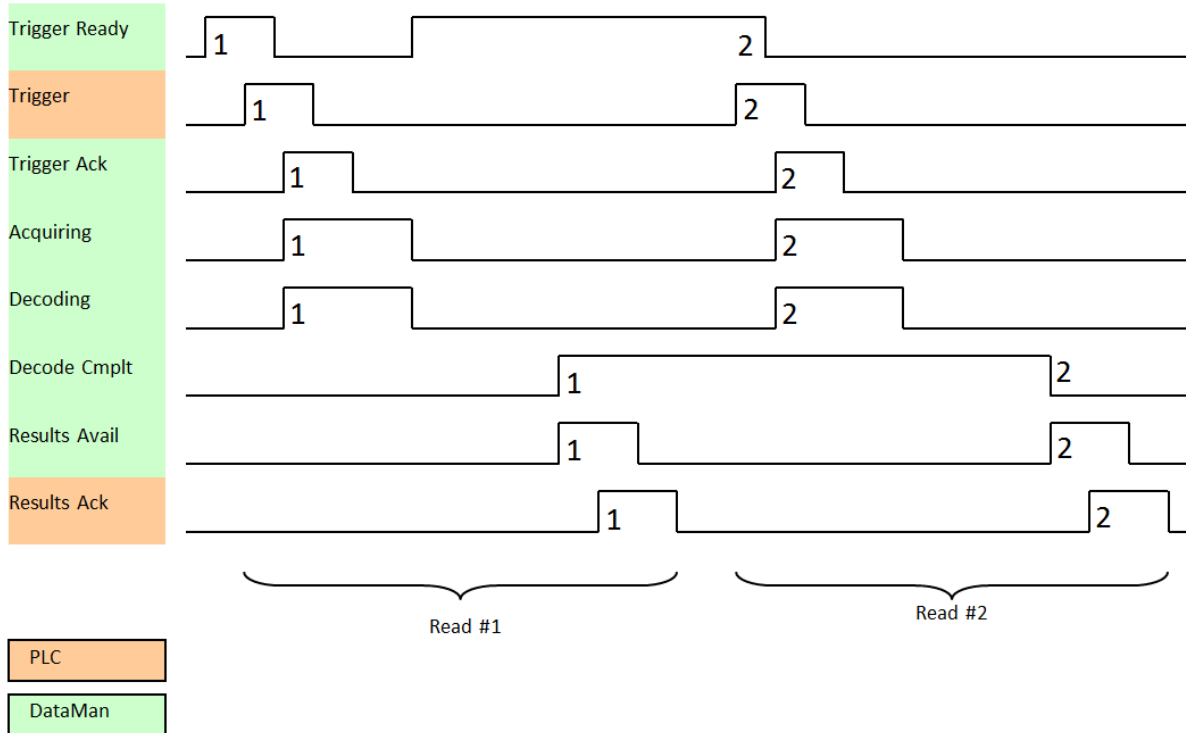 Trigger Ready
1
2
Trigger
1
2
Trigger Ack
1
2
Acquiring
1
2
Decoding
1
2
Decode Cmplt
1
2
Results Avail
1
2
Results Ack
1
2
Read #1
Read #2
PLC
DataMan